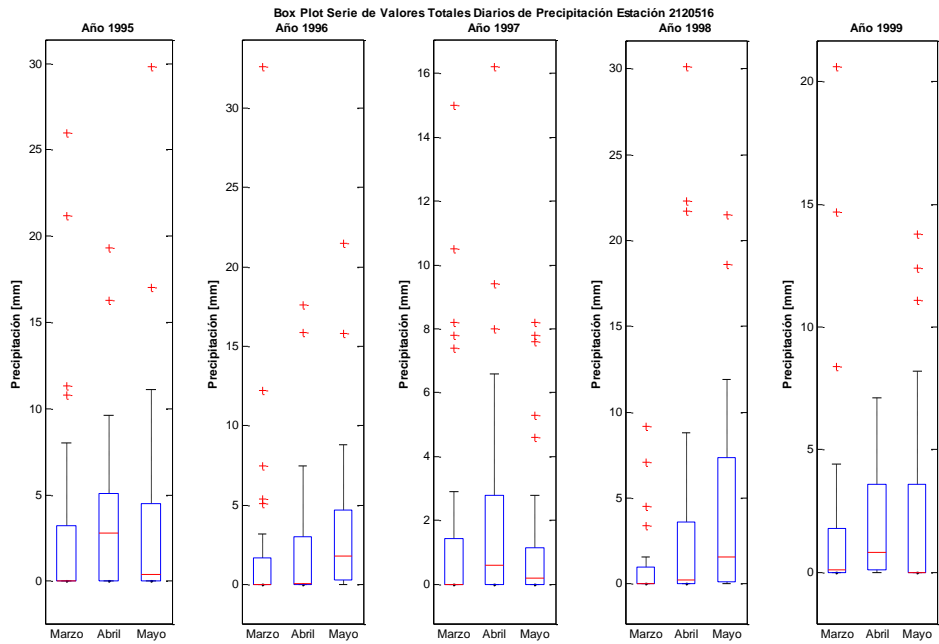 Box Plot Serie de Valores Totales Diarios de Precipitación Estación 2120516
Año 1995
Precipitación [mm]
30
25
20
15
10
5
0
Marzo Abril Mayo
Año 1996
Precipitación [mm]
30
25
20
15
10
5
0
Marzo Abril Mayo
Año 1997
Precipitación [mm]
16
14
12
10
8
6
4
2
0
Marzo Abril Mayo
Año 1998
Precipitación [mm]
30
25
20
15
10
5
0
Marzo Abril Mayo
Año 1999
Precipitación [mm]
20
15
10
5
0
Marzo Abril Mayo